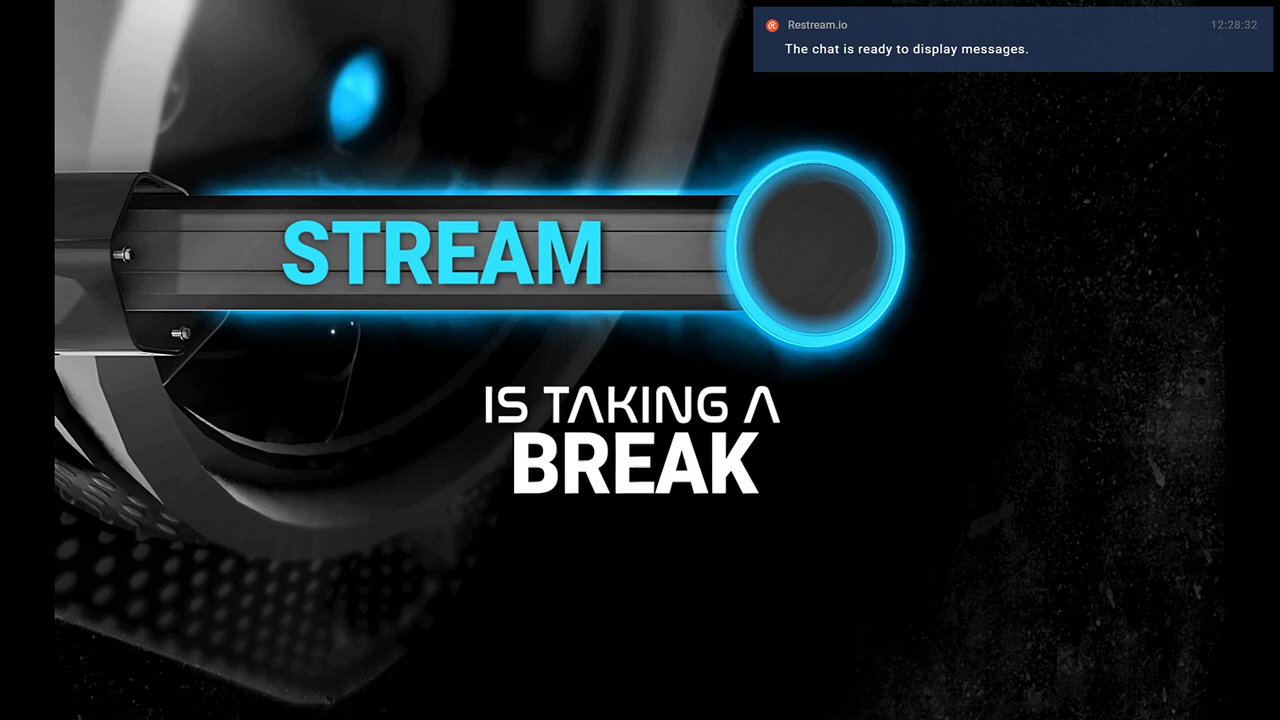 Restream.io 12:28:32
The chat is ready to display messages.
STREAM
IS TAKING A
BREAK